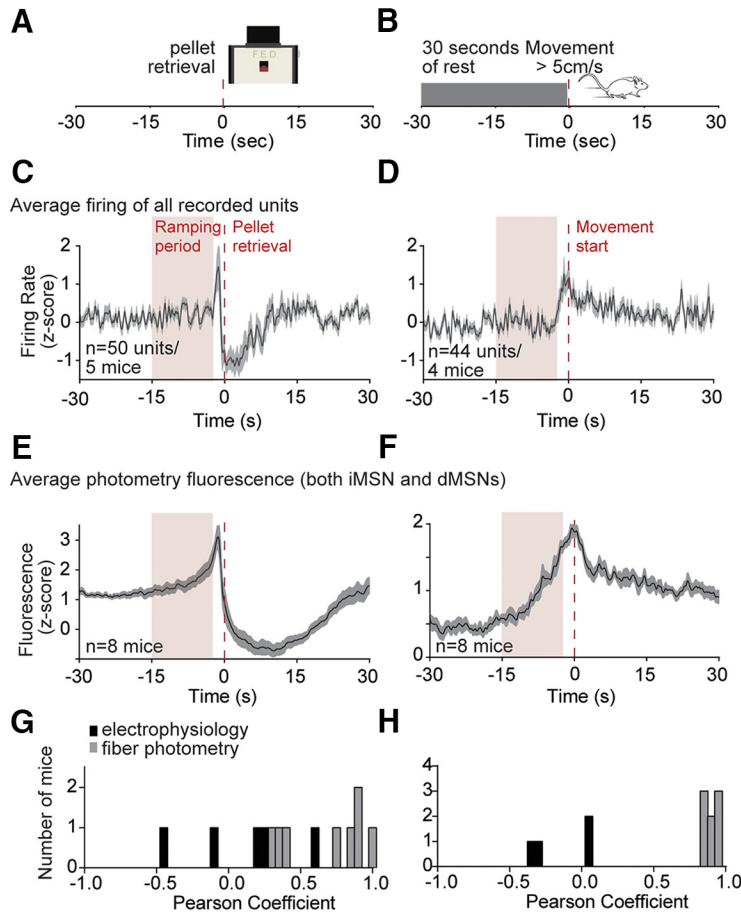 A
pellet
retrieval
F.E.D.
-30 -15 0 15 30
Time (sec)
B
30 seconds Movement
of rest > 5cm/s
-30 -15 0 15 30
Time (sec)
C
Average firing of all recorded units
Ramping Pellet
period retrieval
2
1
0
-1
Firing Rate
(z-score)
n=50 units/
5 mice
-30 -15 0 15 30
Time (s)
D
Movement
start
2
1
0
-1
n=44 units/
4 mice
-30 -15 0 15 30
Time (s)
E
Average photometry fluorescence (both iMSN and dMSNs)
3
2
1
0
Fluorescence
(z-score)
n=8 mice
-30 -15 0 15 30
Time (s)
F
2
1
0
n=8 mice
-30 -15 0 15 30
Time (s)
G
electrophysiology
fiber photometry
2
1
0
Number of mice
-1.0 -0.5 0.0 0.5 1.0
Pearson Coefficient
H
4
3
2
1
0
-1.0 -0.5 0.0 0.5 1.0
Pearson Coefficient